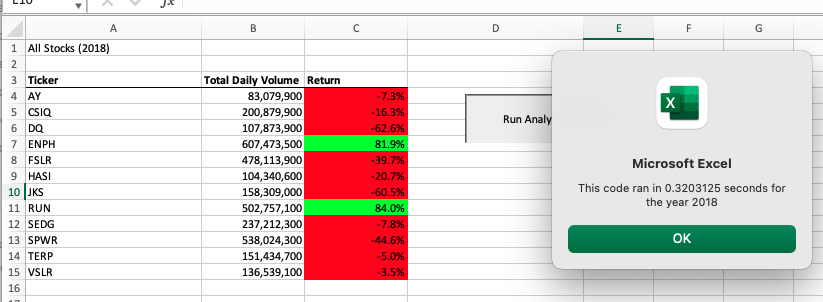 L10 fx
A B C D E F G
1 All Stocks (2018)
2
3 Ticker Total Daily Volume Return
4 AY 83,079,900 -7.3%
5 CSIQ 200,879,900 -16.3%
6 DQ 107,873,900 -62.6%
7 ENPH 607,473,500 81.9%
8 FSLR 478,113,900 -39.7%
9 HASI 104,340,600 -20.7%
10 JKS 158,309,000 -60.5%
11 RUN 502,757,100 84.0%
12 SEDG 237,212,300 -7.8%
13 SPWR 538,024,300 -44.6%
14 TERP 151,434,700 -5.0%
15 VSLR 136,539,100 -3.5%
16
Run Analy
X
Microsoft Excel
This code ran in 0.3203125 seconds for
the year 2018
OK